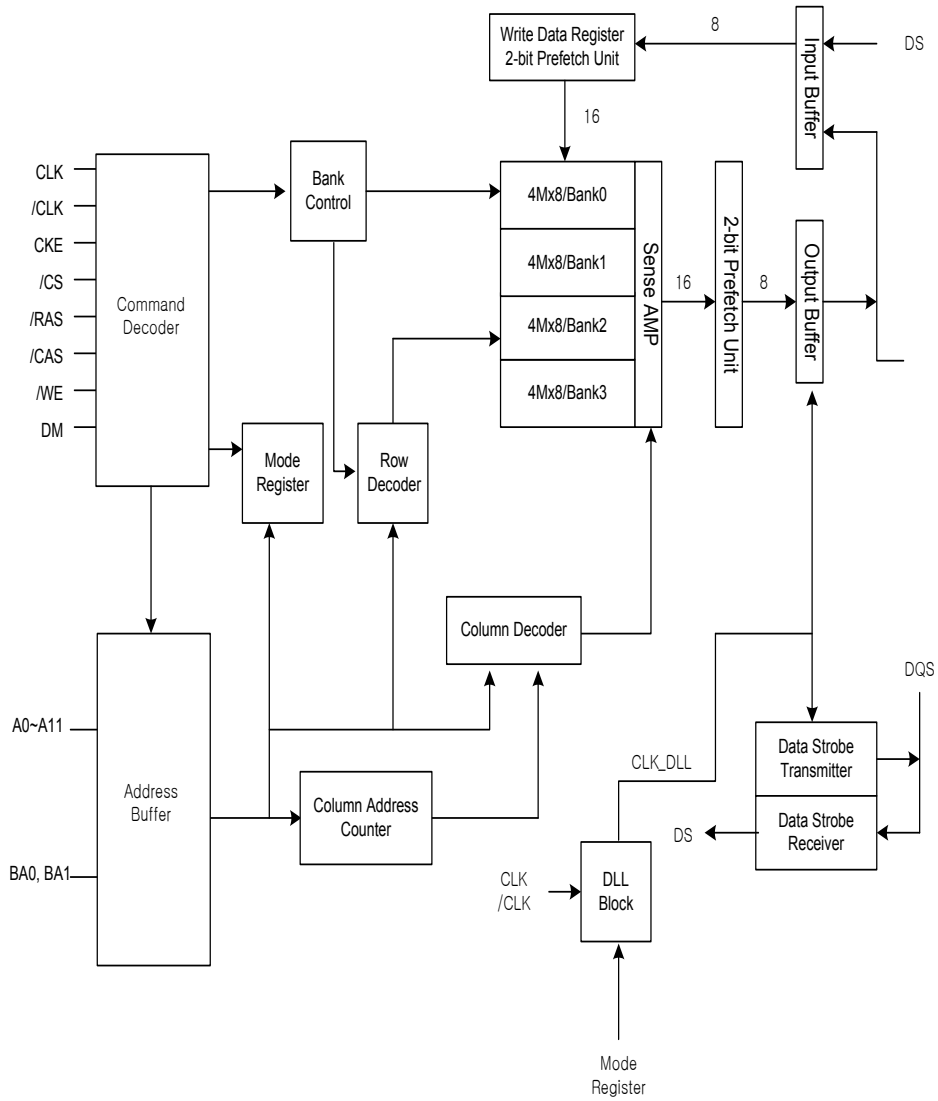 Write Data Register
2-bit Prefetch Unit
8
Input Buffer
DS
16
CLK
/CLK
CKE
/CS
/RAS
/CAS
/WE
DM
Command
Decoder
Bank
Control
4Mx8/Bank0
4Mx8/Bank1
4Mx8/Bank2
4Mx8/Bank3
Sense AMP
16
2-bit Prefetch Unit
8
Output Buffer
Mode
Register
Row
Decoder
Column Decoder
A0~A11
BA0, BA1
Address
Buffer
Column Address
Counter
CLK_DLL
DQS
Data Strobe
Transmitter
Data Strobe
Receiver
DS
CLK
/CLK
DLL
Block
Mode
Register